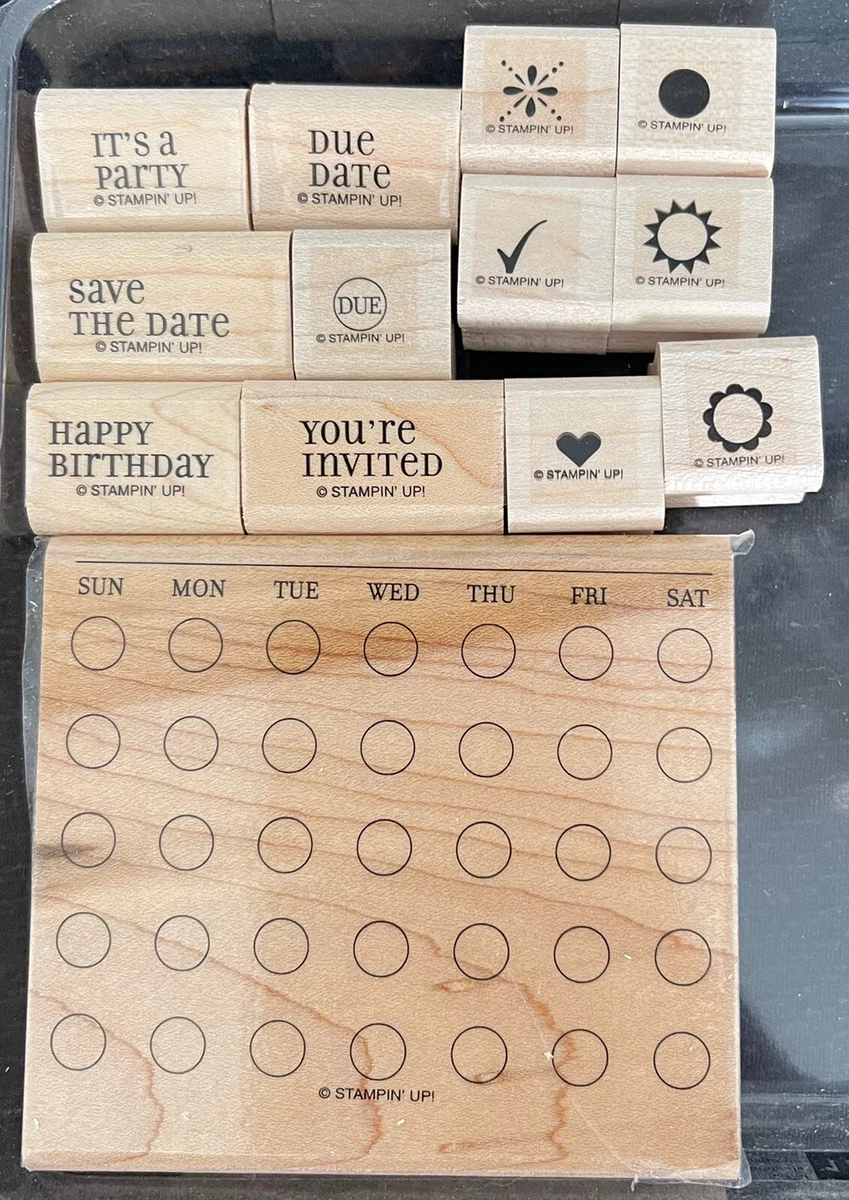 © STAMPIN' UP!
© STAMPIN' UP!
IT'S a
ParTY
© STAMPIN' UP!
Due
Date
© STAMPIN' UP!
© STAMPIN' UP!
© STAMPIN' UP!
save
THE Date
© STAMPIN' UP!
DUE
© STAMPIN' UP!
HaPPY
BIrTHDaY
© STAMPIN' UP!
YOU're
INVITED
© STAMPIN' UP!
© STAMPIN' UP!
© STAMPIN' UP!
SUN MON TUE WED THU FRI SAT
© STAMPIN' UP!